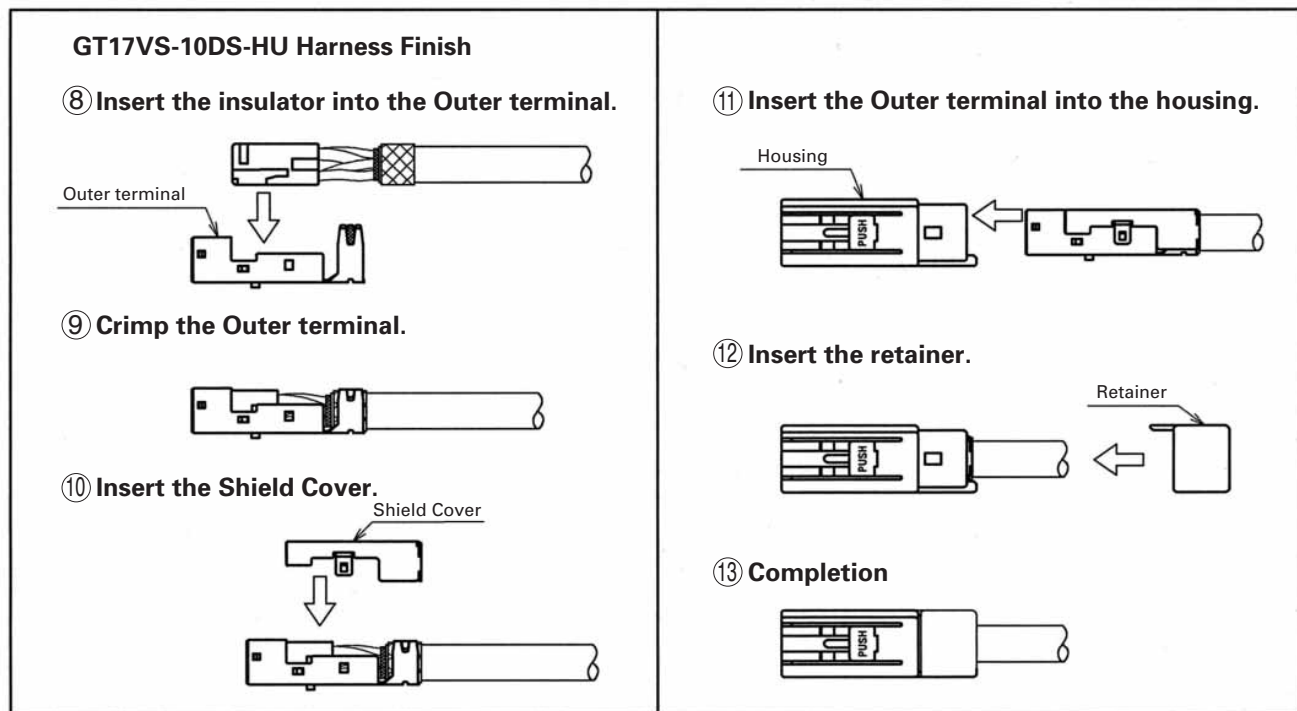 GT17VS-10DS-HU Harness Finish
⑧ Insert the insulator into the Outer terminal.
Outer terminal
⑨ Crimp the Outer terminal.
⑩ Insert the Shield Cover.
Shield Cover
⑪ Insert the Outer terminal into the housing.
Housing
PUSH
⑫ Insert the retainer.
Retainer
PUSH
⑬ Completion
PUSH